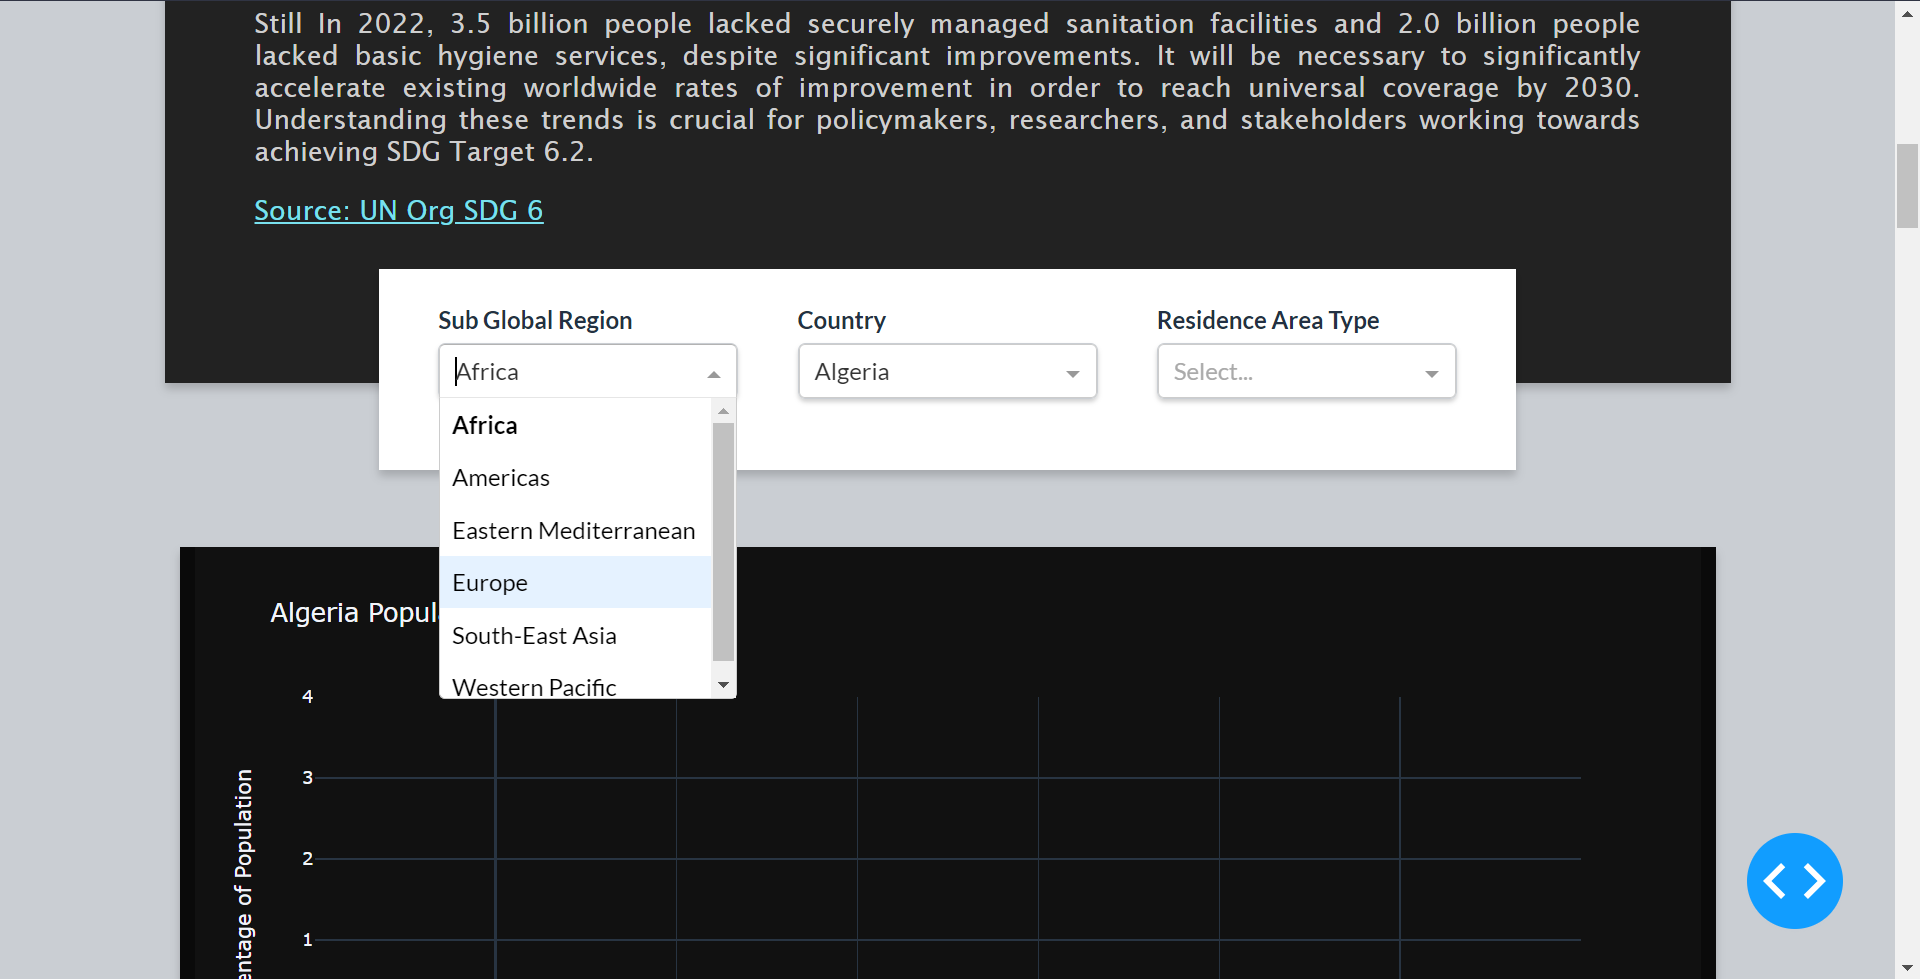 Still In 2022, 3.5 billion people lacked securely managed sanitation facilities and 2.0 billion people
lacked basic hygiene services, despite significant improvements. It will be necessary to significantly
accelerate existing worldwide rates of improvement in order to reach universal coverage by 2030.
Understanding these trends is crucial for policymakers, researchers, and stakeholders working towards
achieving SDG Target 6.2.
Source: UN Org SDG 6
Sub Global Region
Country
Residence Area Type
Africa
Algeria
Select...
Africa
Americas
Eastern Mediterranean
Europe
South-East Asia
Western Pacific
Algeria Popul
4
3
2
1
entage of Population